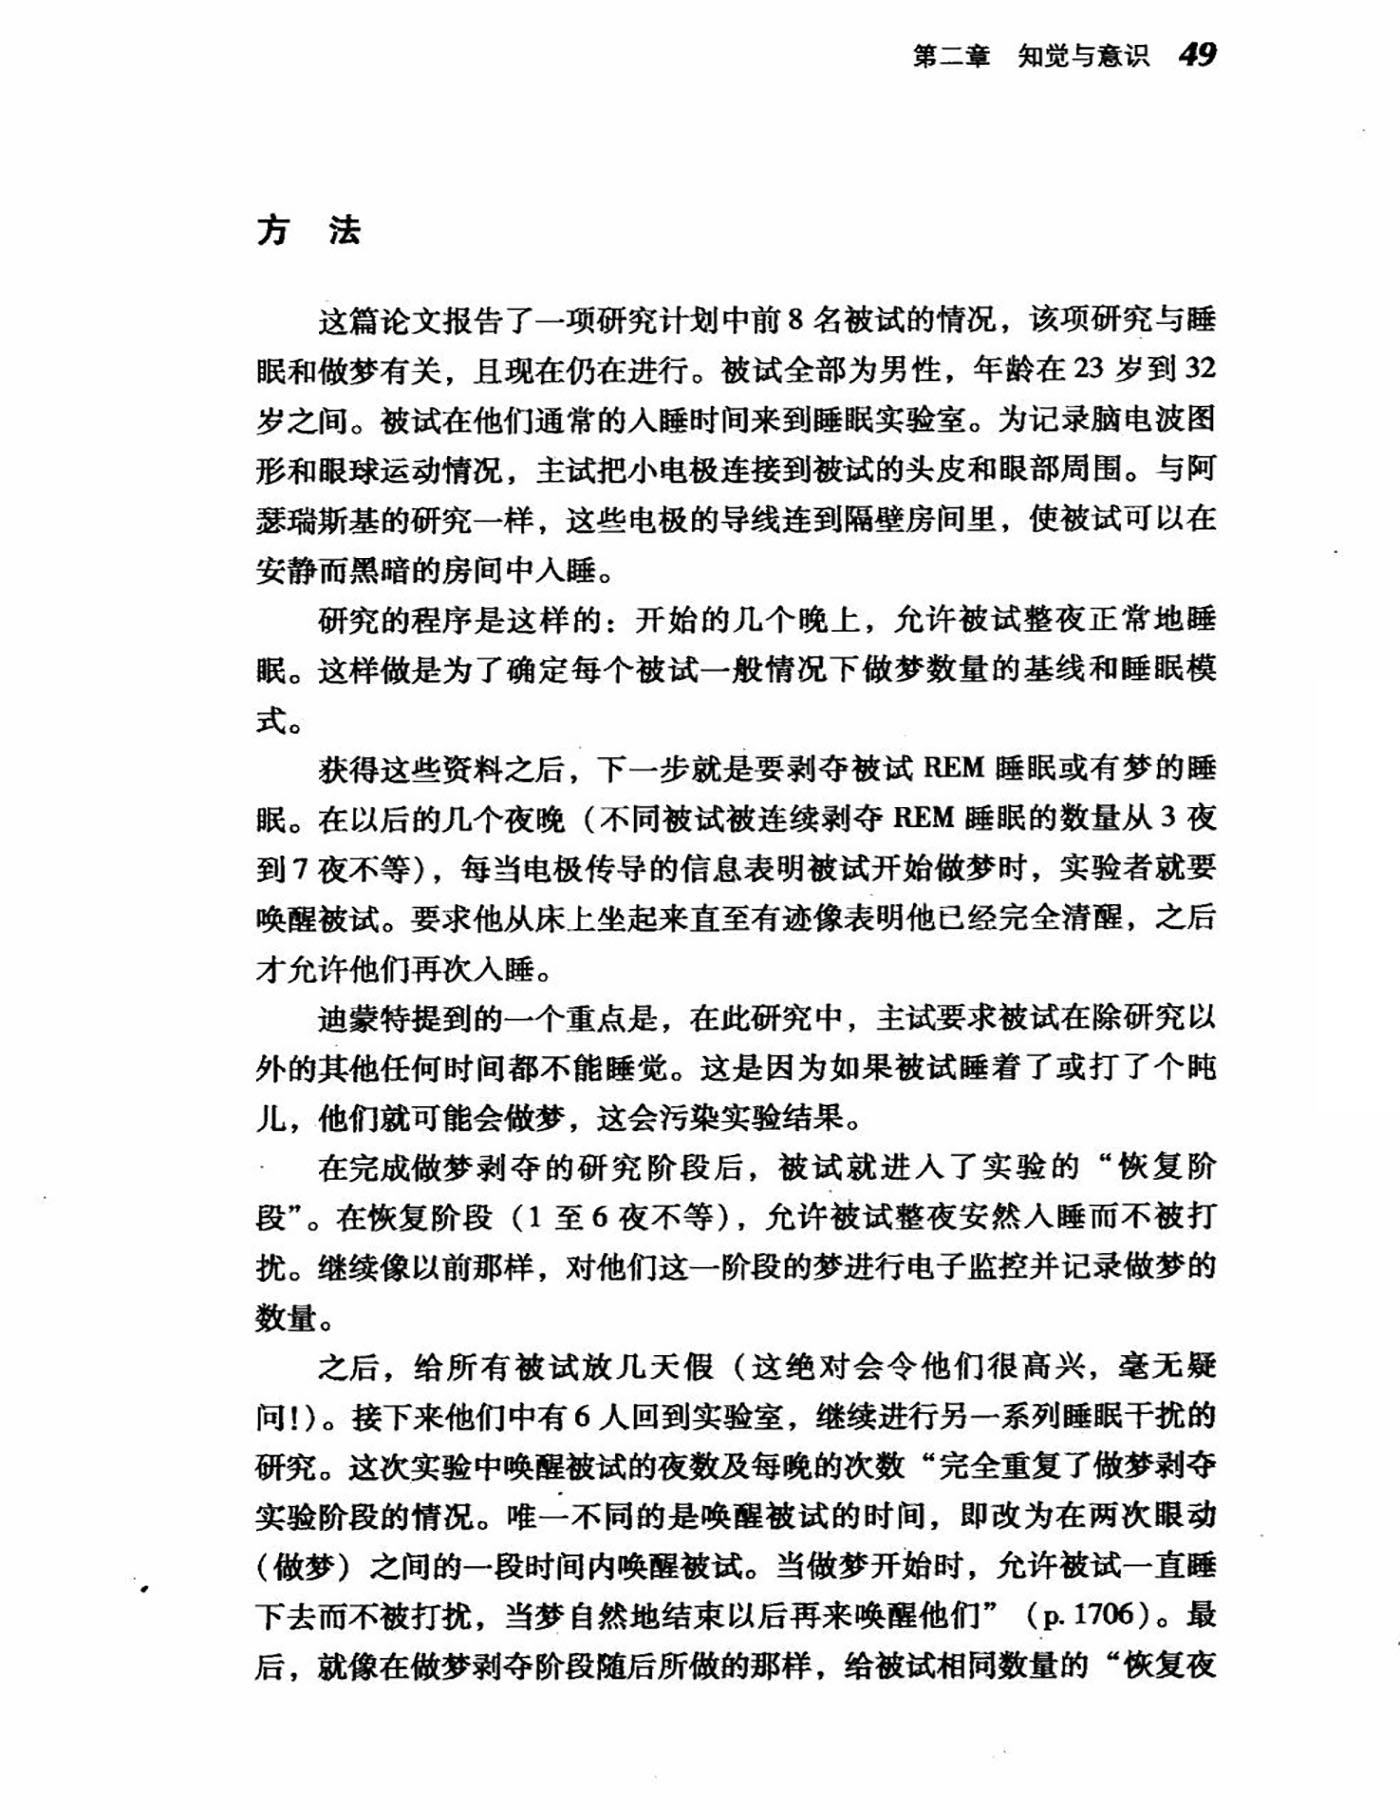 第二章 知觉与意识 49
方 法
这篇论文报告了一项研究计划中前 8 名被试的情况，该项研究与睡
眠和做梦有关，且现在仍在进行。被试全部为男性，年龄在 23 岁到 32
岁之间。被试在他们通常的入睡时间来到睡眠实验室。为记录脑电波图
形和眼球运动情况，主试把小电极连接到被试的头皮和眼部周围。与阿
瑟瑞斯基的研究一样，这些电极的导线连到隔壁房间里，使被试可以在
安静而黑暗的房间中入睡。
研究的程序是这样的：开始的几个晚上，允许被试整夜正常地睡
眠。这样做是为了确定每个被试一般情况下做梦数量的基线和睡眠模
式。
获得这些资料之后，下一步就是要剥夺被试 REM 睡眠或有梦的睡
眠。在以后的几个夜晚（不同被试被连续剥夺 REM 睡眠的数量从 3 夜
到 7 夜不等），每当电极传导的信息表明被试开始做梦时，实验者就要
唤醒被试。要求他从床上坐起来直至有迹像表明他已经完全清醒，之后
才允许他们再次入睡。
迪蒙特提到的一个重点是，在此研究中，主试要求被试在除研究以
外的其他任何时间都不能睡觉。这是因为如果被试睡着了或打了个盹
儿，他们就可能会做梦，这会污染实验结果。
在完成做梦剥夺的研究阶段后，被试就进入了实验的“恢复阶
段”。在恢复阶段（1 至 6 夜不等），允许被试整夜安然入睡而不被打
扰。继续像以前那样，对他们这一阶段的梦进行电子监控并记录做梦的
数量。
之后，给所有被试放几天假（这绝对会令他们很高兴，毫无疑
问！）。接下来他们中有 6 人回到实验室，继续进行另一系列睡眠干扰的
研究。这次实验中唤醒被试的夜数及每晚的次数“完全重复了做梦剥夺
实验阶段的情况。唯一不同的是唤醒被试的时间，即改为在两次眼动
（做梦）之间的一段时间内唤醒被试。当做梦开始时，允许被试一直睡
下去而不被打扰，当梦自然地结束以后再来唤醒他们”（p. 1706）。最
后，就像在做梦剥夺阶段随后所做的那样，给被试相同数量的“恢复夜